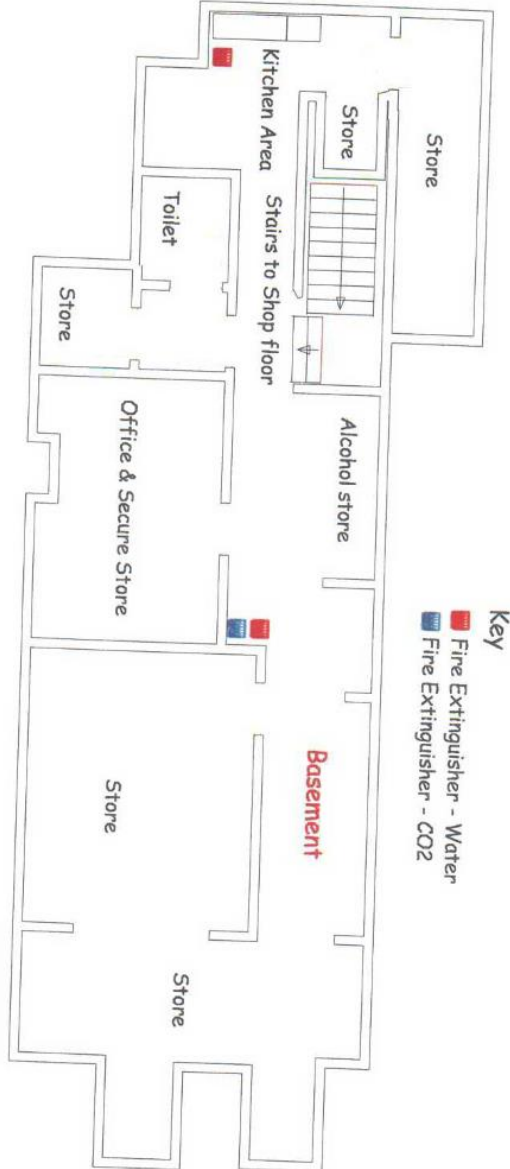 Key
Fire Extinguisher - Water
Fire Extinguisher - CO2
Store
Store
Kitchen Area
Stairs to Shop floor
Toilet
Store
Alcohol store
Office & Secure Store
Basement
Store
Store